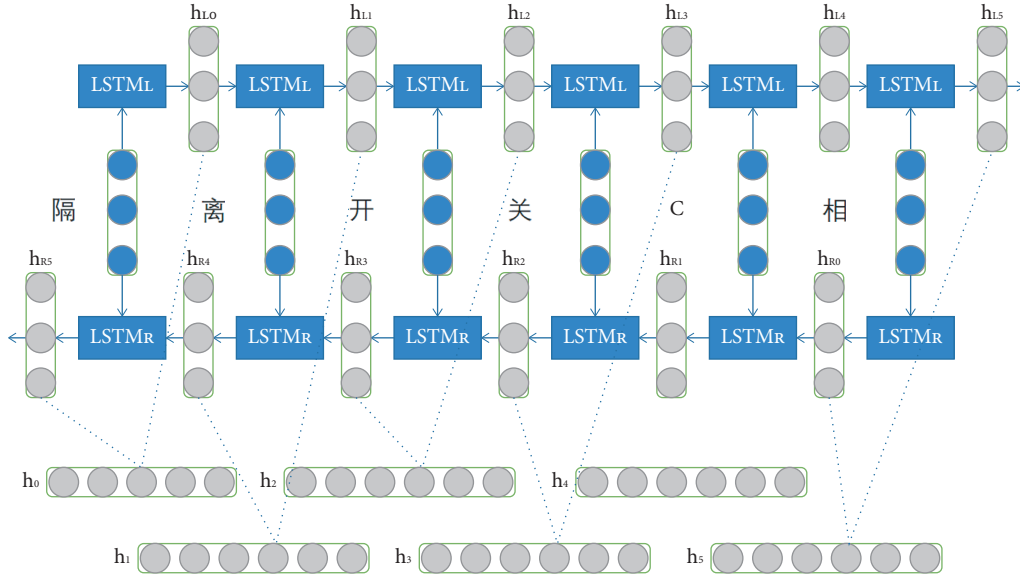 hL0 hL1 hL2 hL3 hL4 hL5
LSTML LSTML LSTML LSTML LSTML LSTML
隔 离 开 关 C 相
hR5 hR4 hR3 hR2 hR1 hR0
LSTMR LSTMR LSTMR LSTMR LSTMR LSTMR
h0 h2 h4
h1 h3 h5